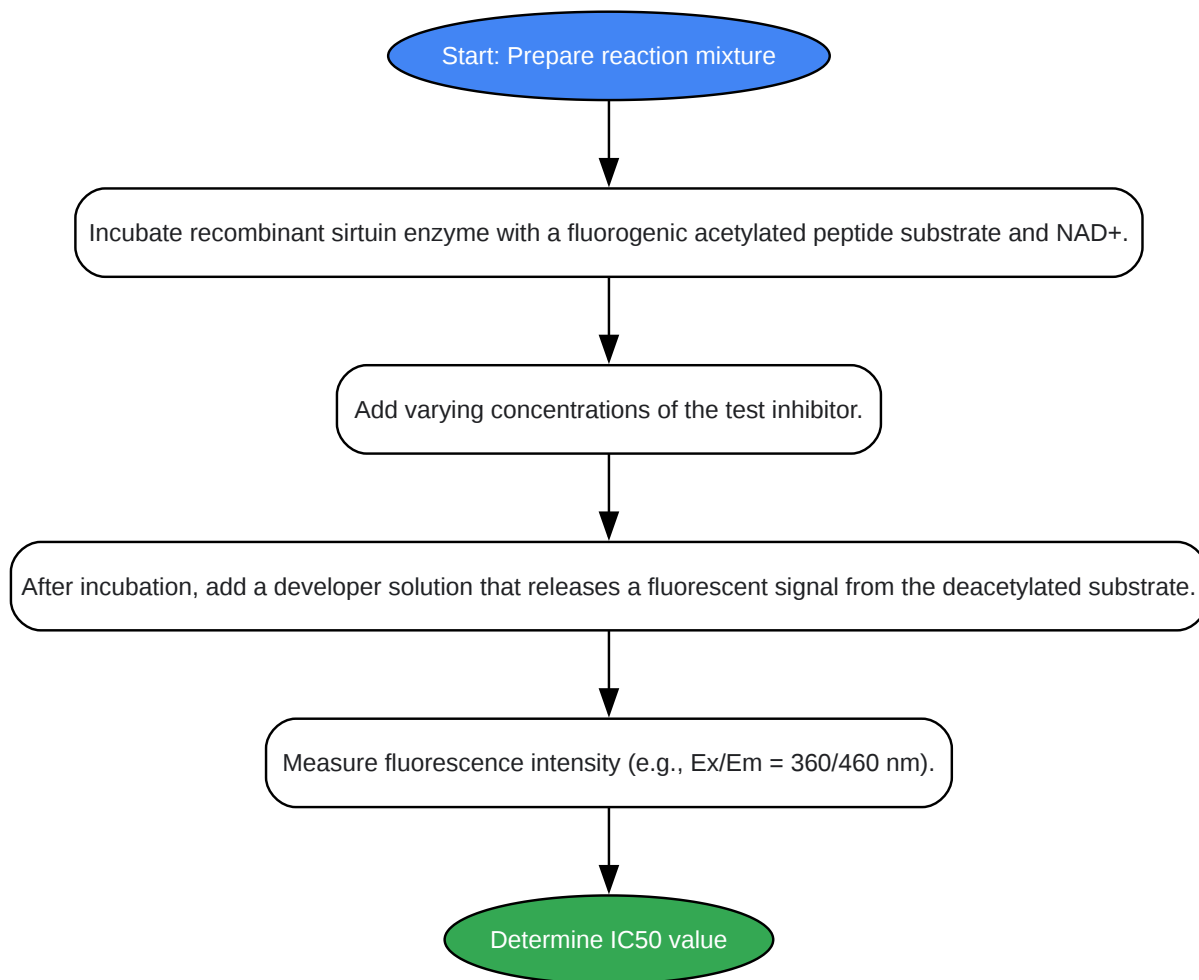 Start: Prepare reaction mixture
Incubate recombinant sirtuin enzyme with a fluorogenic acetylated peptide substrate and NAD+.
Add varying concentrations of the test inhibitor.
After incubation, add a developer solution that releases a fluorescent signal from the deacetylated substrate.
Measure fluorescence intensity (e.g., Ex/Em = 360/460 nm).
Determine IC50 value